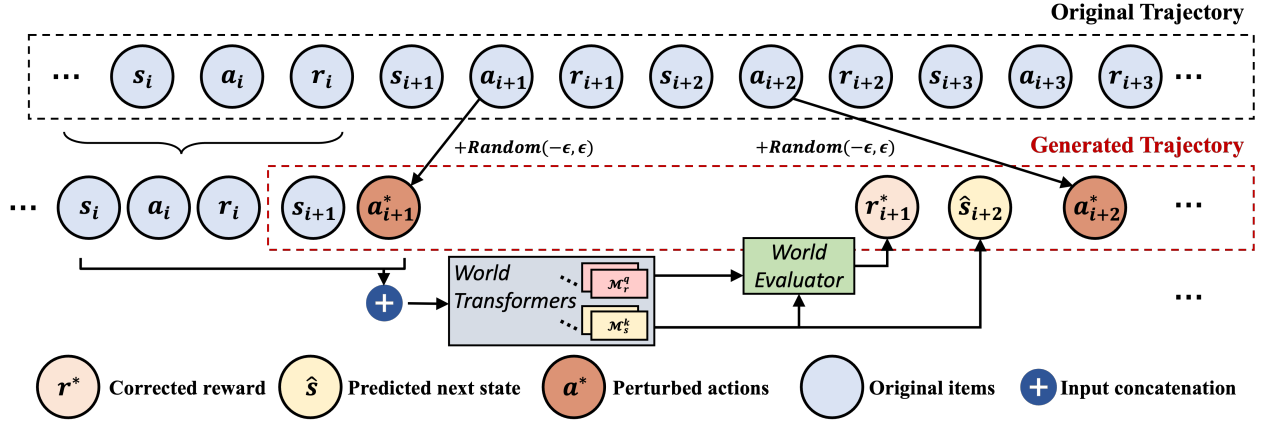 Original Trajectory
... s_i a_i r_i s_{i+1} a_{i+1} r_{i+1} s_{i+2} a_{i+2} r_{i+2} s_{i+3} a_{i+3} r_{i+3} ...
+Random(−ϵ, ϵ) +Random(−ϵ, ϵ)
Generated Trajectory
... s_i a_i r_i s_{i+1} a*_{i+1} r*_{i+1} ŝ_{i+2} a*_{i+2} ...
World
Transformers
... M_r^q
... M_s^k
World
Evaluator
+
...
r* Corrected reward ŝ Predicted next state a* Perturbed actions Original items + Input concatenation